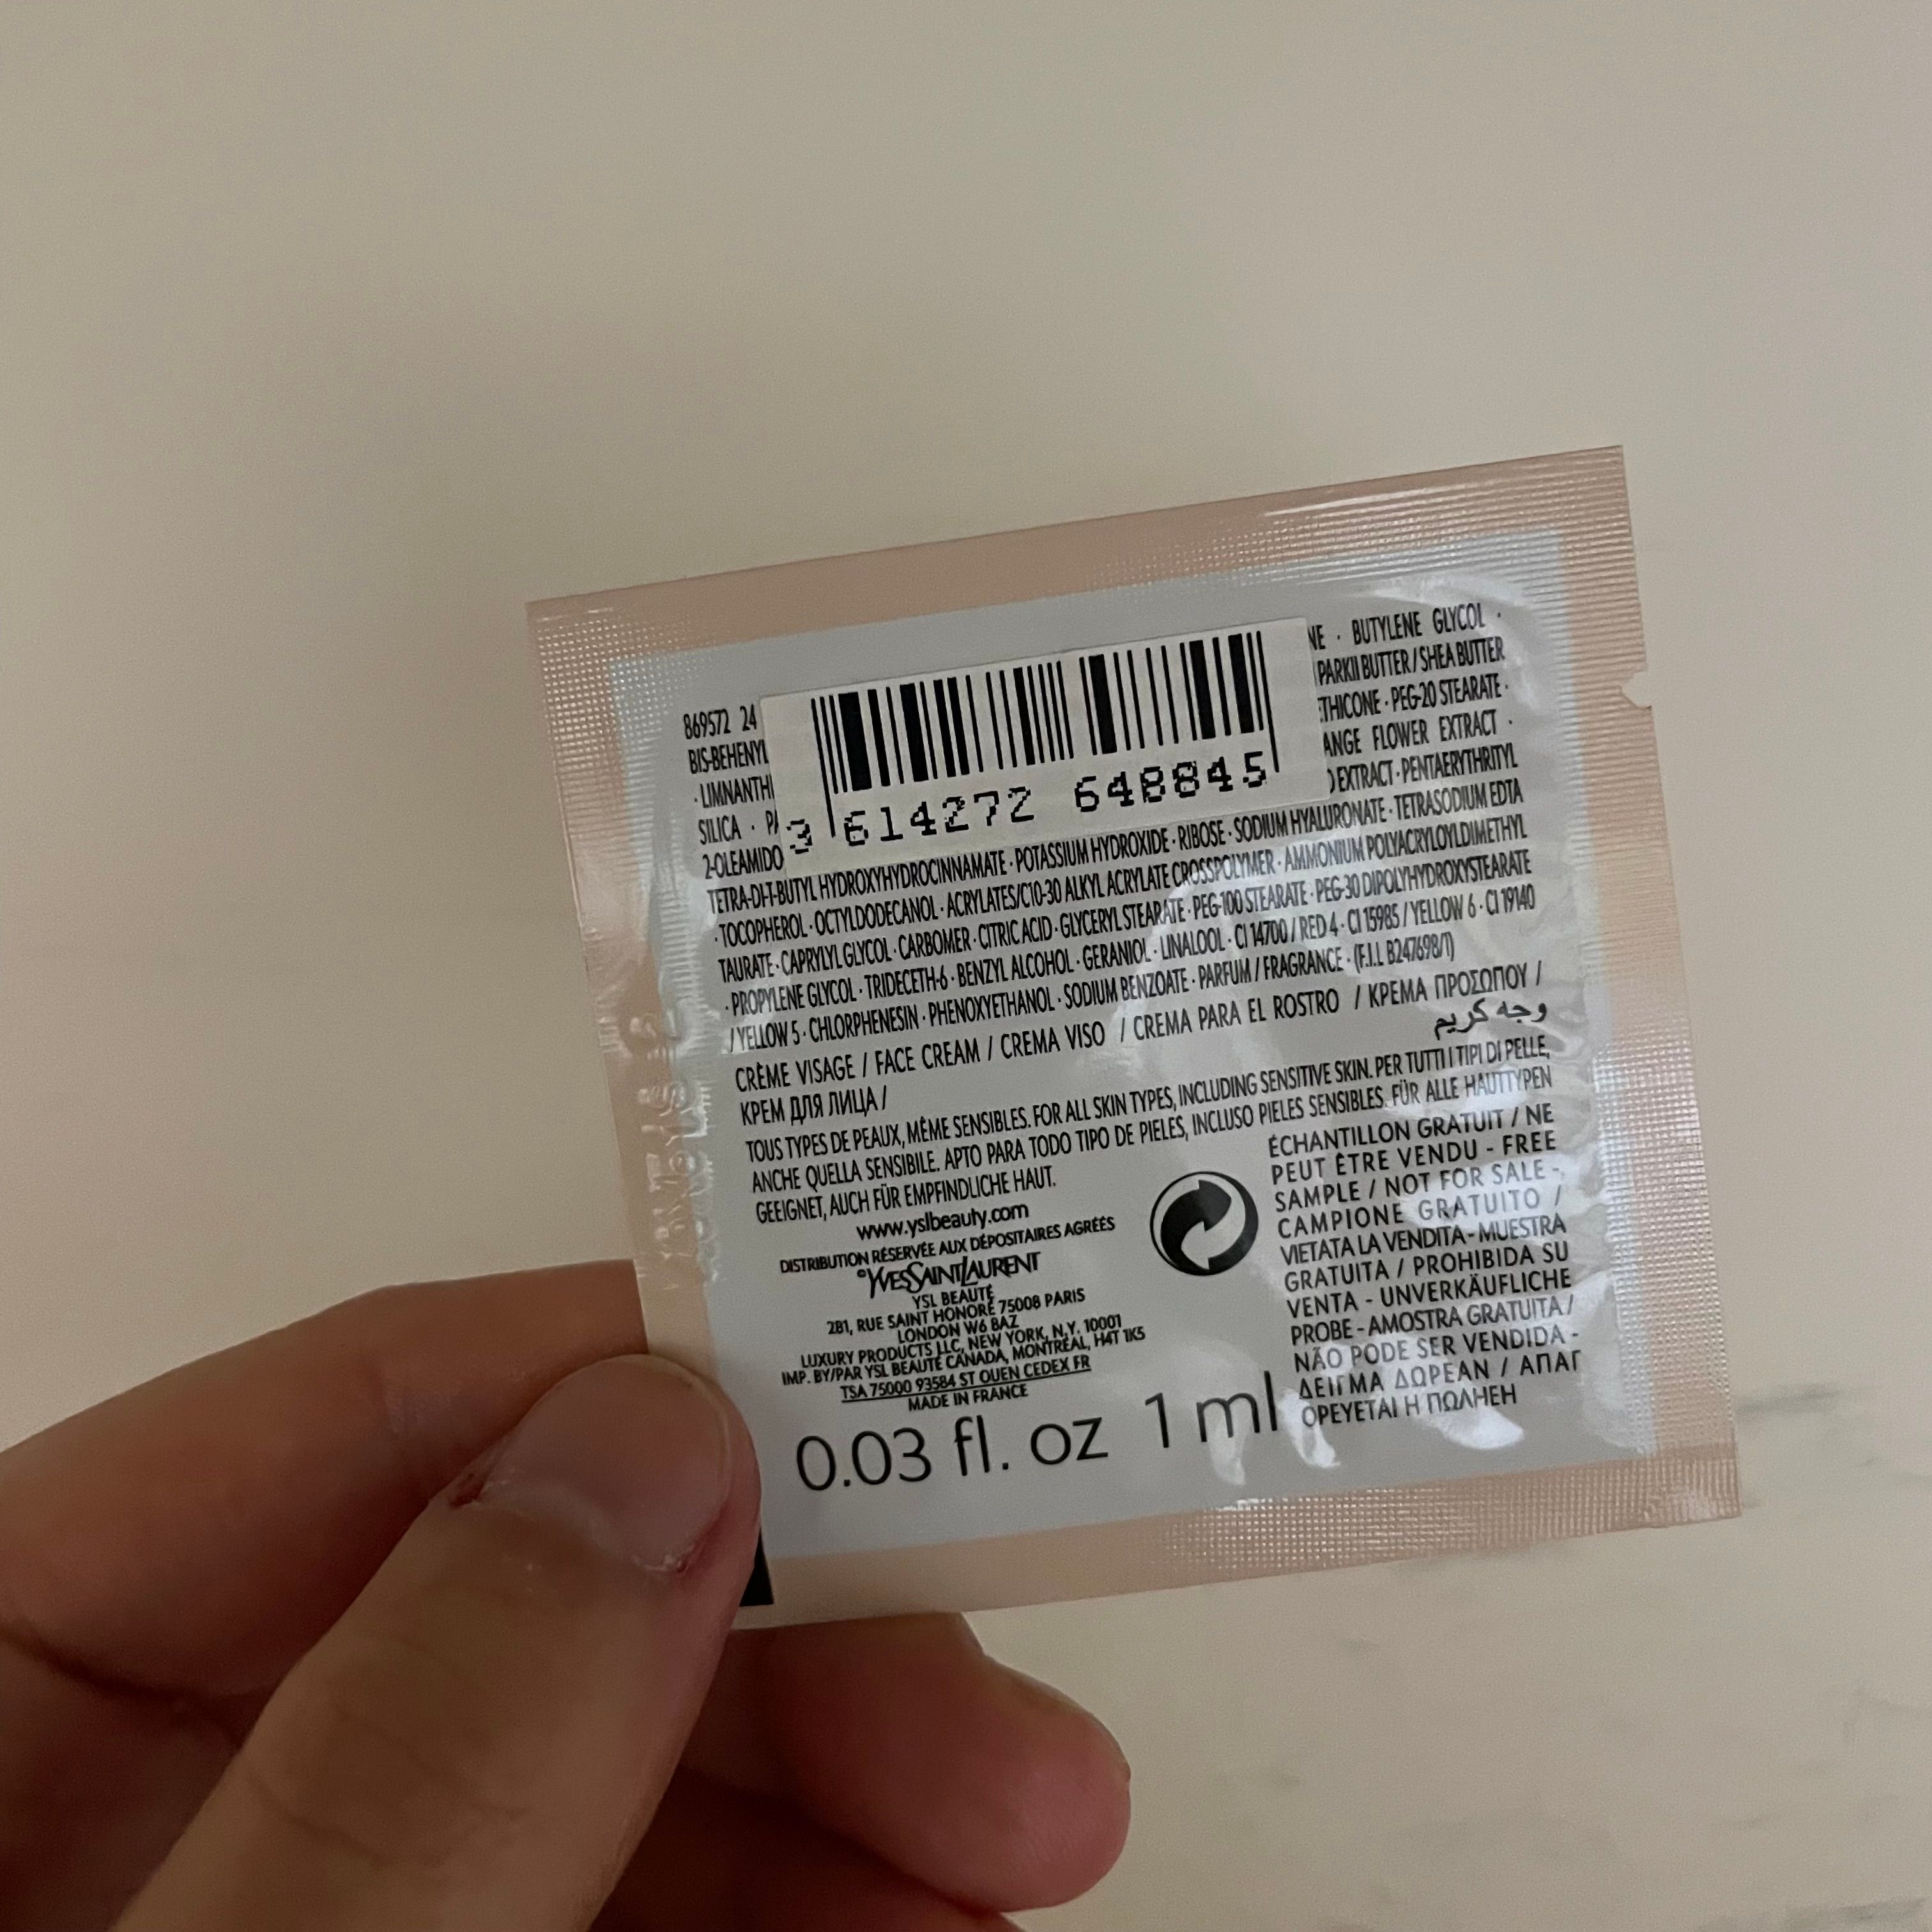 869572 24 NE · BUTYLENE GLYCOL ·
BIS-BEHENYL PARKII BUTTER / SHEA BUTTER
· LIMNANTH THICONE · PEG-20 STEARATE ·
SILICA · ANGE FLOWER EXTRACT ·
2-OLEAMIDO EXTRACT · PENTAERYTHRITYL
3 614272 648845
TETRA-DI-T-BUTYL HYDROXYHYDROCINNAMATE · POTASSIUM HYDROXIDE · RIBOSE · SODIUM HYALURONATE · TETRASODIUM EDTA
· TOCOPHEROL · OCTYLDODECANOL · ACRYLATES/C10-30 ALKYL ACRYLATE CROSSPOLYMER · AMMONIUM POLYACRYLOYLDIMETHYL
TAURATE · CAPRYLYL GLYCOL · CARBOMER · CITRIC ACID · GLYCERYL STEARATE · PEG-100 STEARATE · PEG-30 DIPOLYHYDROXYSTEARATE
· PROPYLENE GLYCOL · TRIDECETH-6 · BENZYL ALCOHOL · GERANIOL · LINALOOL · CI 14700 / RED 4 · CI 15985 / YELLOW 6 · CI 19140
/ YELLOW 5 · CHLORPHENESIN · PHENOXYETHANOL · SODIUM BENZOATE · PARFUM / FRAGRANCE · (F.I.L B247698/1)
CRÈME VISAGE / FACE CREAM / CREMA VISO / CREMA PARA EL ROSTRO / ΚΡΕΜΑ ΠΡΟΣΩΠΟΥ /
КРЕМ ДЛЯ ЛИЦА / وجه كريم
TOUS TYPES DE PEAUX, MÊME SENSIBLES. FOR ALL SKIN TYPES, INCLUDING SENSITIVE SKIN. PER TUTTI I TIPI DI PELLE,
ANCHE QUELLA SENSIBILE. APTO PARA TODO TIPO DE PIELES, INCLUSO PIELES SENSIBLES. FÜR ALLE HAUTTYPEN
GEEIGNET, AUCH FÜR EMPFINDLICHE HAUT.
www.yslbeauty.com
DISTRIBUTION RÉSERVÉE AUX DÉPOSITAIRES AGRÉÉS
©YVESSAINTLAURENT
YSL BEAUTÉ
281, RUE SAINT HONORÉ 75008 PARIS
LONDON W6 8AZ
LUXURY PRODUCTS LLC, NEW YORK, N.Y. 10001
IMP. BY/PAR YSL BEAUTÉ CANADA, MONTRÉAL, H4T 1K5
TSA 75000 93584 ST OUEN CEDEX FR
MADE IN FRANCE
0.03 fl. oz 1 ml
ÉCHANTILLON GRATUIT / NE
PEUT ÊTRE VENDU - FREE
SAMPLE / NOT FOR SALE -
CAMPIONE GRATUITO /
VIETATA LA VENDITA - MUESTRA
GRATUITA / PROHIBIDA SU
VENTA - UNVERKÄUFLICHE
PROBE - AMOSTRA GRATUITA /
NÃO PODE SER VENDIDA -
ΔΕΙΓΜΑ ΔΩΡΕΑΝ / ΑΠΑΓ
ΟΡΕΥΕΤΑΙ Η ΠΩΛΗΕΗ